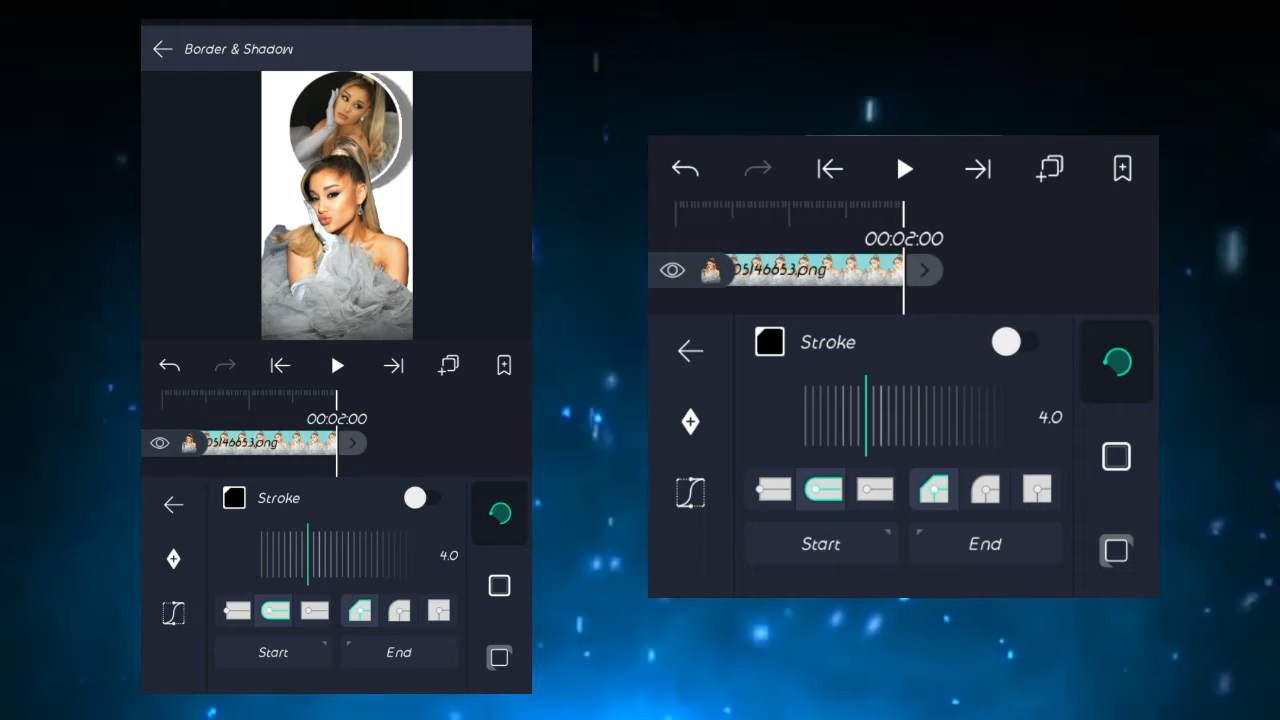 Border & Shadow
00:02:00
05146653.png
Stroke
4.0
Start
End
00:02:00
05146653.png
Stroke
4.0
Start
End